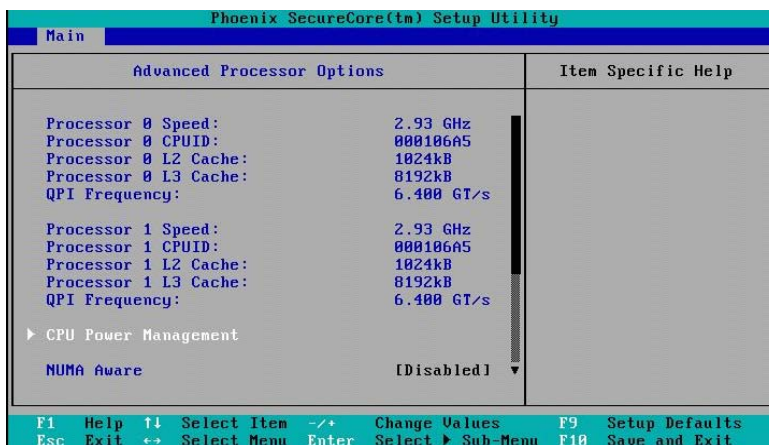 Phoenix SecureCore(tm) Setup Utility
Main
Advanced Processor Options
Item Specific Help
Processor 0 Speed: 2.93 GHz
Processor 0 CPUID: 000106A5
Processor 0 L2 Cache: 1024kB
Processor 0 L3 Cache: 8192kB
QPI Frequency: 6.400 GT/s
Processor 1 Speed: 2.93 GHz
Processor 1 CPUID: 000106A5
Processor 1 L2 Cache: 1024kB
Processor 1 L3 Cache: 8192kB
QPI Frequency: 6.400 GT/s
CPU Power Management
NUMA Aware [Disabled]
F1 Help ↑↓ Select Item -/+ Change Values F9 Setup Defaults
Esc Exit ↔ Select Menu Enter Select ▶ Sub-Menu F10 Save and Exit